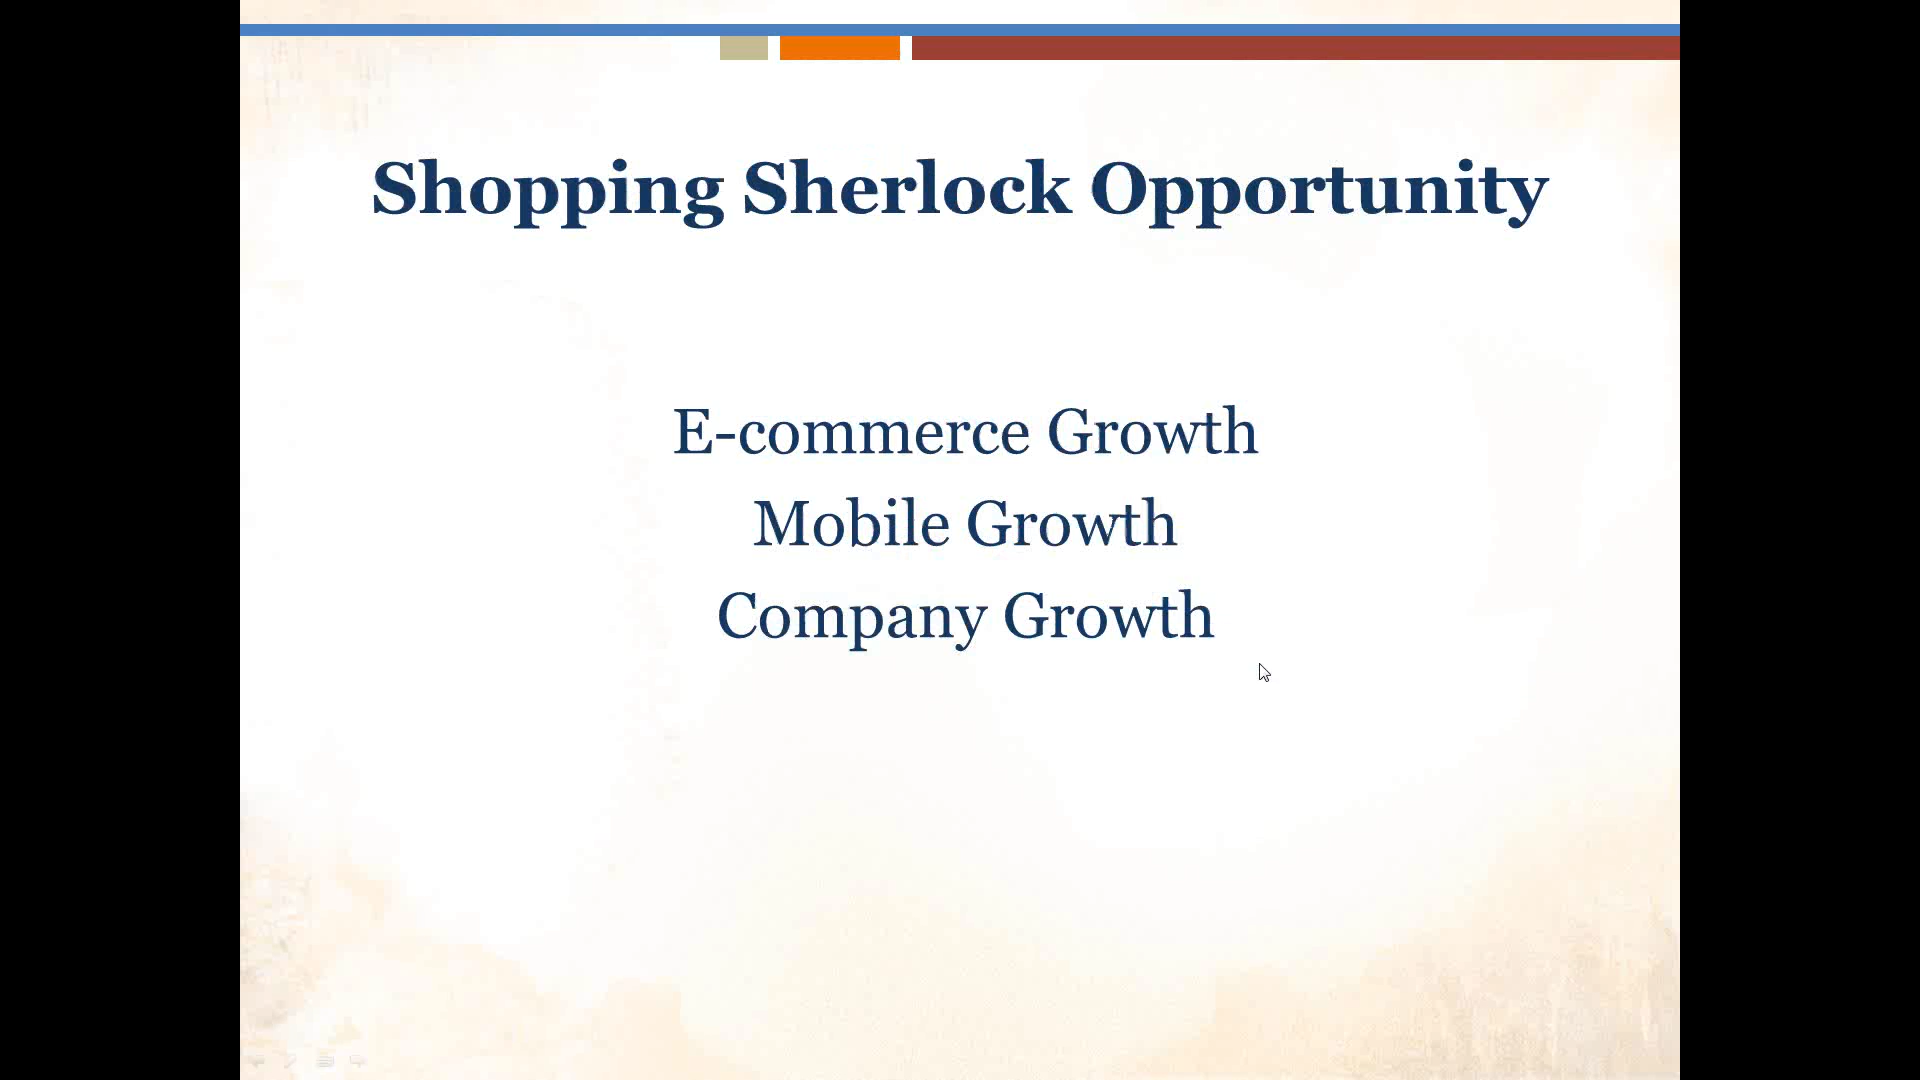 Shopping Sherlock Opportunity
E-commerce Growth
Mobile Growth
Company Growth